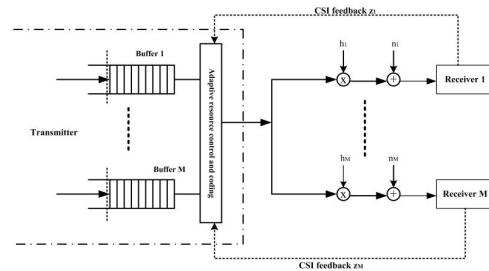 CSI feedback z1
Buffer 1
h1
n1
Adaptive resource control and coding
x
+
Receiver 1
Transmitter
Buffer M
hM
nM
x
+
Receiver M
CSI feedback zM